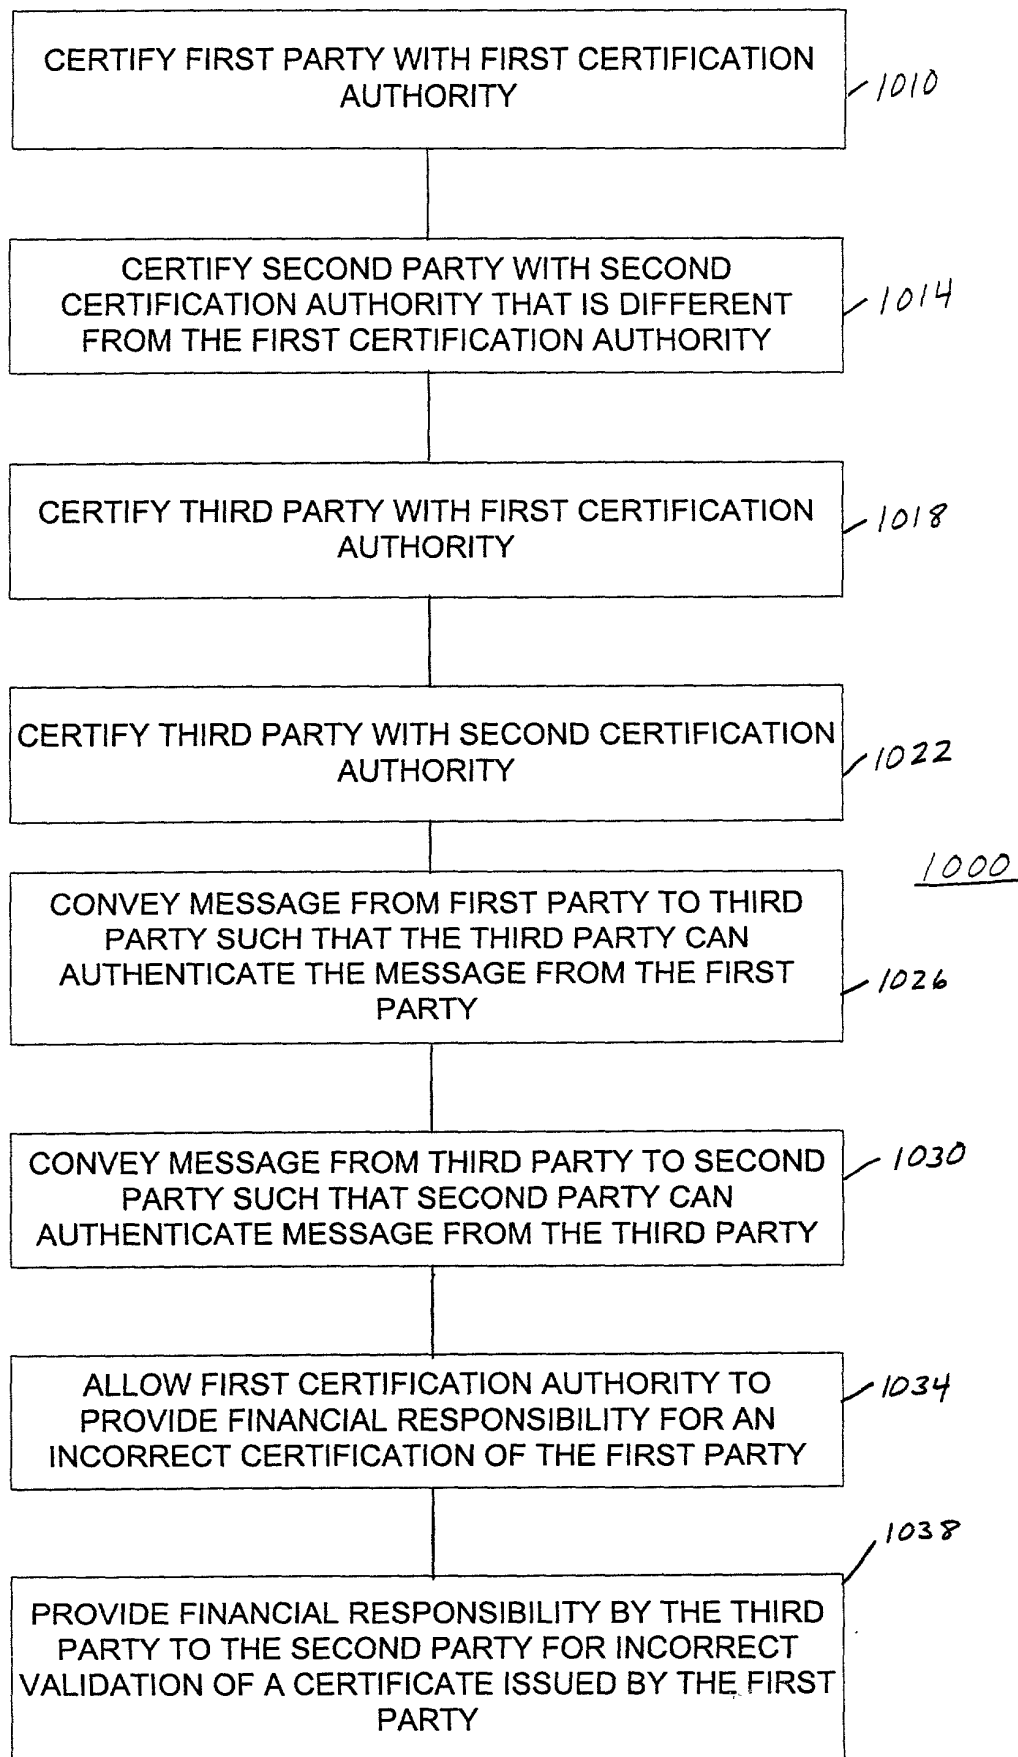 CERTIFY FIRST PARTY WITH FIRST CERTIFICATION
AUTHORITY
1010
CERTIFY SECOND PARTY WITH SECOND
CERTIFICATION AUTHORITY THAT IS DIFFERENT
FROM THE FIRST CERTIFICATION AUTHORITY
1014
CERTIFY THIRD PARTY WITH FIRST CERTIFICATION
AUTHORITY
1018
CERTIFY THIRD PARTY WITH SECOND CERTIFICATION
AUTHORITY
1022
1000
CONVEY MESSAGE FROM FIRST PARTY TO THIRD
PARTY SUCH THAT THE THIRD PARTY CAN
AUTHENTICATE THE MESSAGE FROM THE FIRST
PARTY
1026
CONVEY MESSAGE FROM THIRD PARTY TO SECOND
PARTY SUCH THAT SECOND PARTY CAN
AUTHENTICATE MESSAGE FROM THE THIRD PARTY
1030
ALLOW FIRST CERTIFICATION AUTHORITY TO
PROVIDE FINANCIAL RESPONSIBILITY FOR AN
INCORRECT CERTIFICATION OF THE FIRST PARTY
1034
1038
PROVIDE FINANCIAL RESPONSIBILITY BY THE THIRD
PARTY TO THE SECOND PARTY FOR INCORRECT
VALIDATION OF A CERTIFICATE ISSUED BY THE FIRST
PARTY